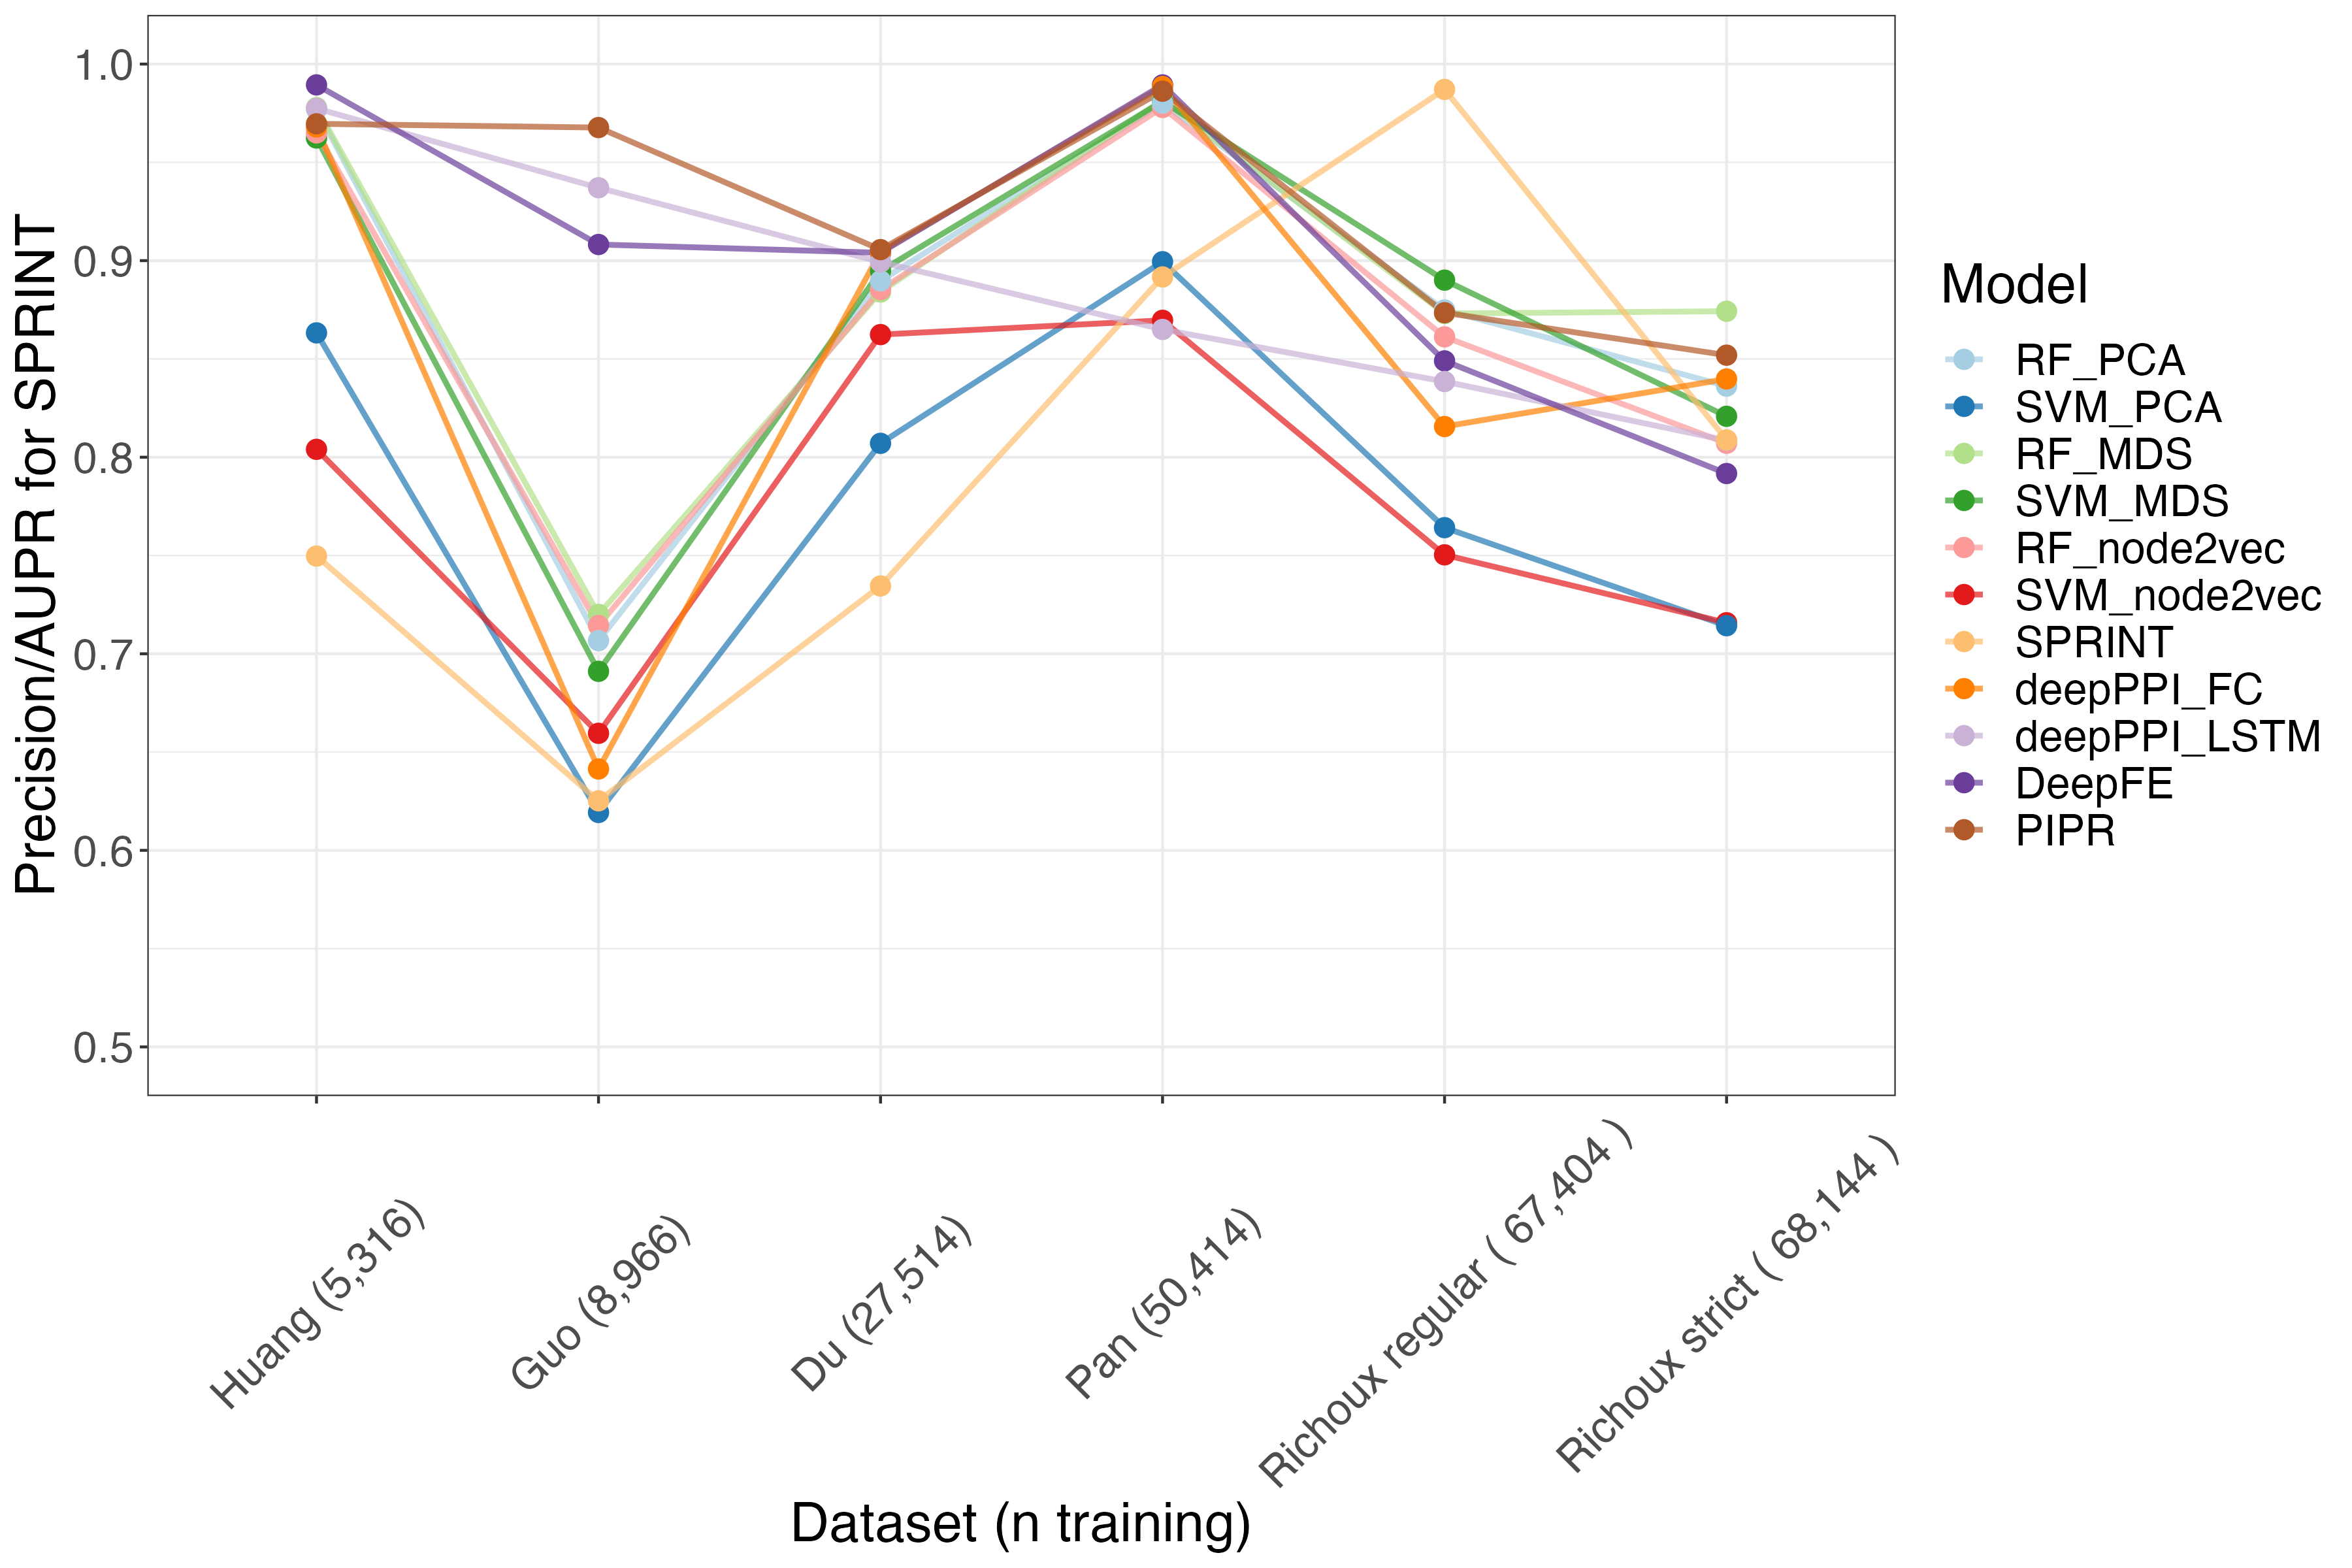 Precision/AUPR for SPRINT
1.0
0.9
0.8
0.7
0.6
0.5
Huang (5,316)
Guo (8,966)
Du (27,514)
Pan (50,414)
Richoux regular ( 67,404 )
Richoux strict ( 68,144 )
Dataset (n training)
Model
RF_PCA
SVM_PCA
RF_MDS
SVM_MDS
RF_node2vec
SVM_node2vec
SPRINT
deepPPI_FC
deepPPI_LSTM
DeepFE
PIPR